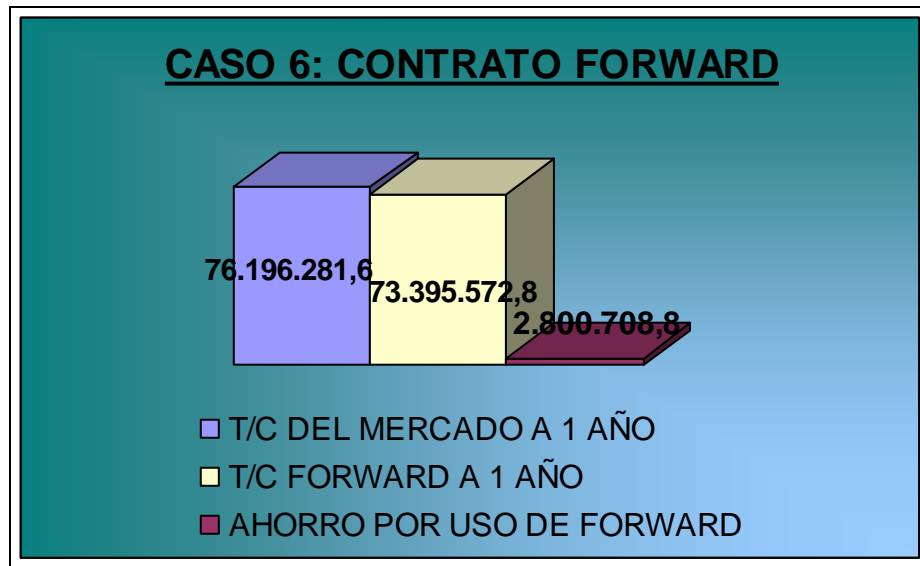 CASO 6: CONTRATO FORWARD
76.196.281,6
73.395.572,8
2.800.708,8
T/C DEL MERCADO A 1 AÑO
T/C FORWARD A 1 AÑO
AHORRO POR USO DE FORWARD